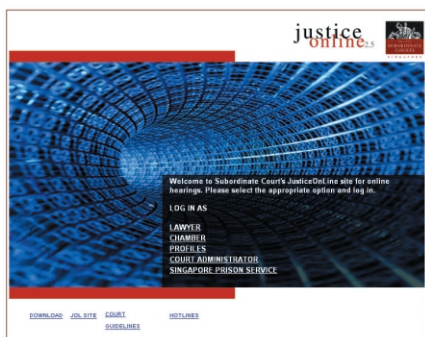 justice
online 2.5
SUBORDINATE
COURTS
SINGAPORE
Welcome to Subordinate Court's JusticeOnLine site for online
hearings. Please select the appropriate option and log in.
LOG IN AS
LAWYER
CHAMBER
PROFILES
COURT ADMINISTRATOR
SINGAPORE PRISON SERVICE
DOWNLOAD JOL SITE COURT GUIDELINES HOTLINES